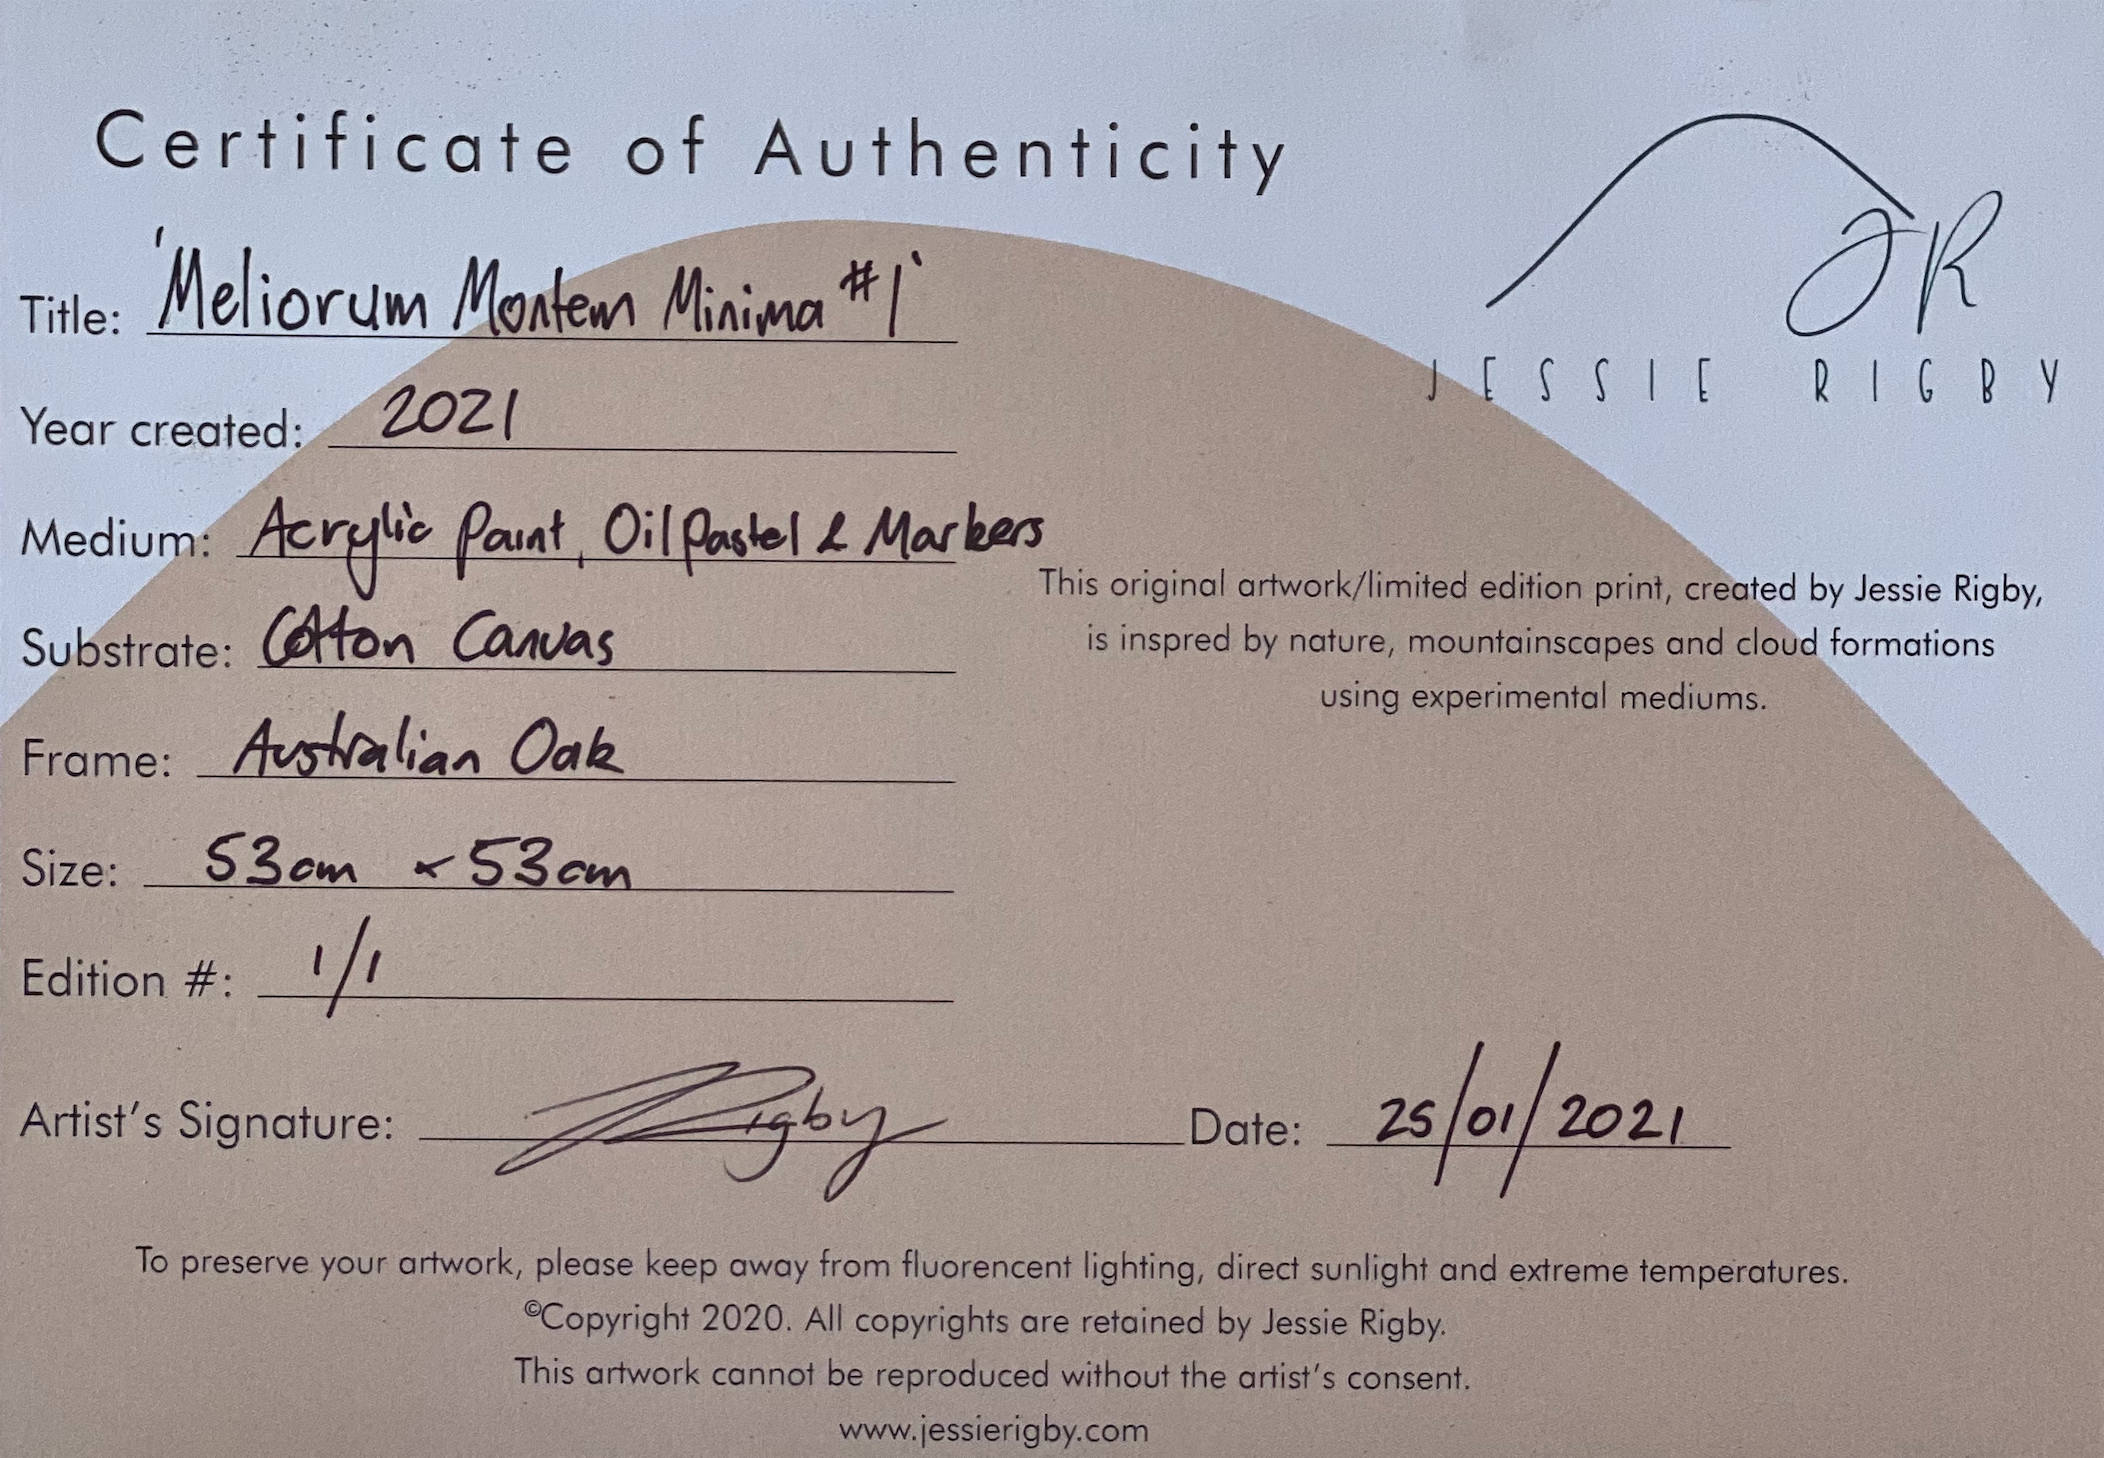 Certificate of Authenticity
JR
JESSIE RIGBY
Title: 'Meliorum Montem Minima #1'
Year created: 2021
Medium: Acrylic Paint, Oil Pastel & Markers
Substrate: Cotton Canvas
Frame: Australian Oak
Size: 53cm x 53cm
Edition #: 1/1
This original artwork/limited edition print, created by Jessie Rigby,
is inspred by nature, mountainscapes and cloud formations
using experimental mediums.
Artist's Signature: Rigby Date: 25/01/2021
To preserve your artwork, please keep away from fluorencent lighting, direct sunlight and extreme temperatures.
©Copyright 2020. All copyrights are retained by Jessie Rigby.
This artwork cannot be reproduced without the artist's consent.
www.jessierigby.com